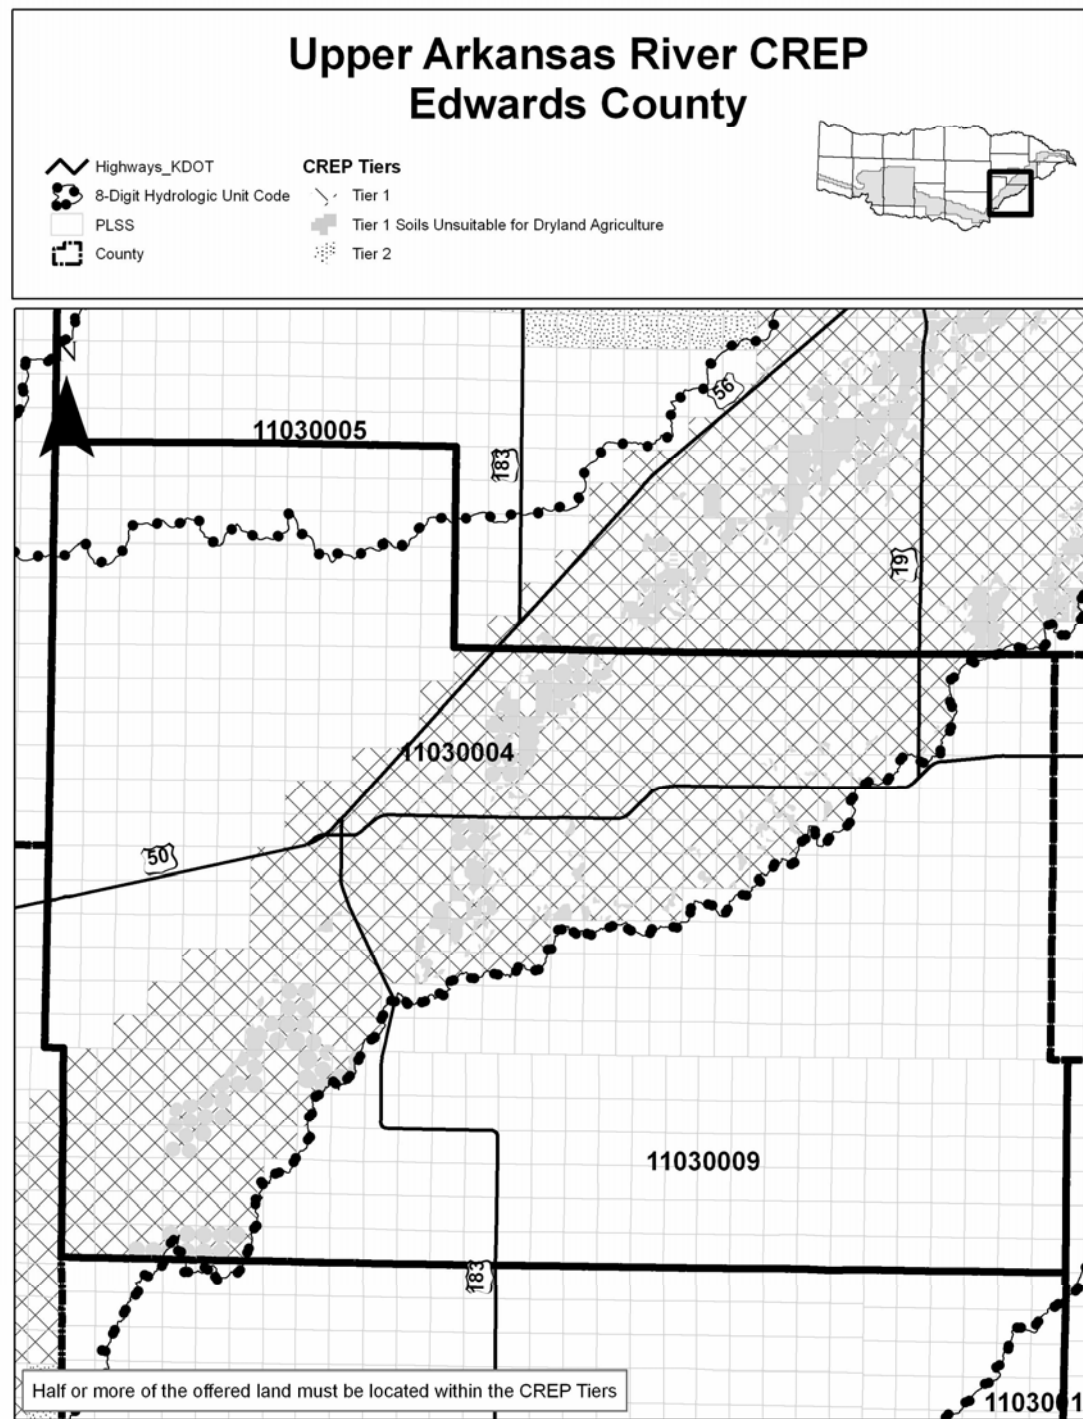 Upper Arkansas River CREP
Edwards County
Highways_KDOT
8-Digit Hydrologic Unit Code
PLSS
County
CREP Tiers
Tier 1
Tier 1 Soils Unsuitable for Dryland Agriculture
Tier 2
N
56
11030005
183
19
11030004
50
11030009
183
Half or more of the offered land must be located within the CREP Tiers
1103001